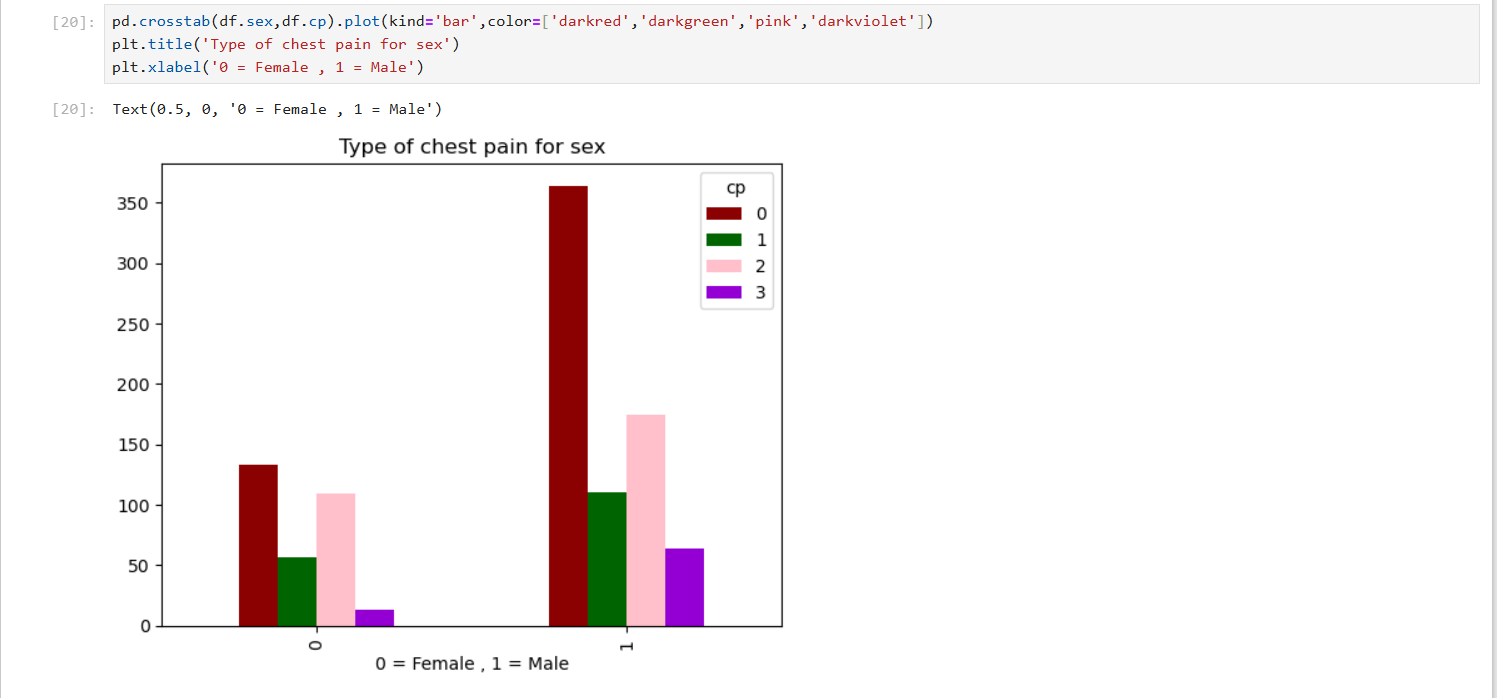 [20]: pd.crosstab(df.sex,df.cp).plot(kind='bar',color=['darkred','darkgreen','pink','darkviolet'])
plt.title('Type of chest pain for sex')
plt.xlabel('0 = Female , 1 = Male')
[20]: Text(0.5, 0, '0 = Female , 1 = Male')
Type of chest pain for sex
cp
0
1
2
3
350
300
250
200
150
100
50
0
0 1
0 = Female , 1 = Male